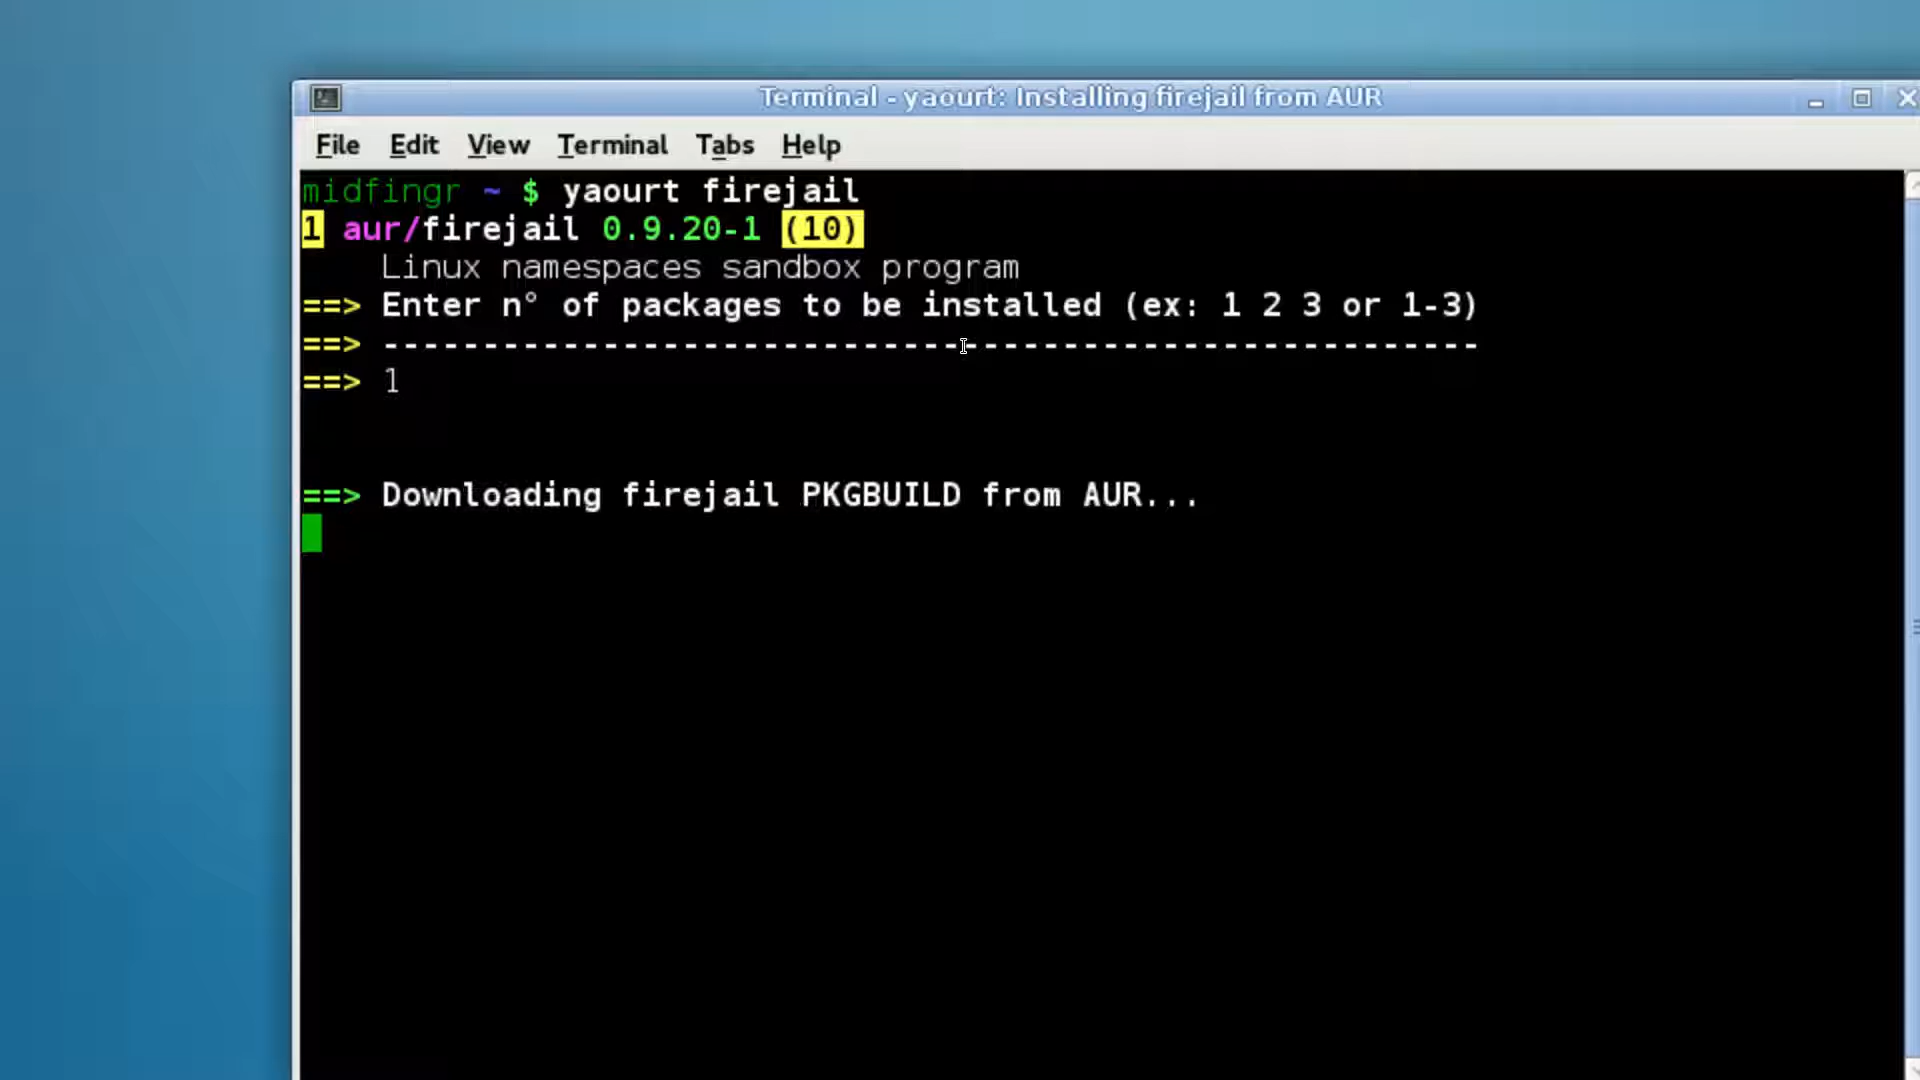 Terminal - yaourt: Installing firejail from AUR
File Edit View Terminal Tabs Help
midfingr ~ $ yaourt firejail
1 aur/firejail 0.9.20-1 (10)
Linux namespaces sandbox program
==> Enter n° of packages to be installed (ex: 1 2 3 or 1-3)
==> -------------------------------------------------------
==> 1
==> Downloading firejail PKGBUILD from AUR...